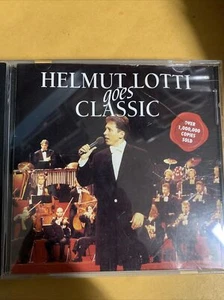 HELMUT LOTTI
goes
CLASSIC
OVER
1,000,000
COPIES
SOLD